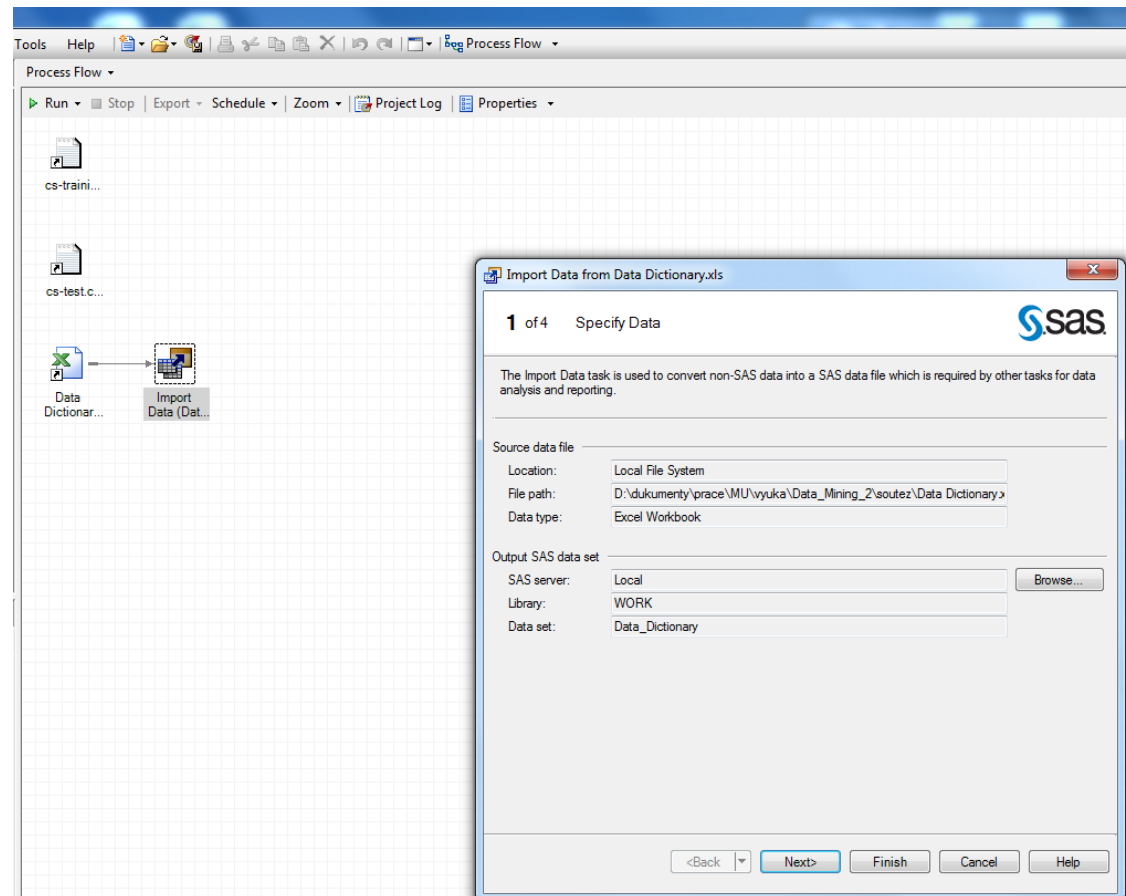 Tools Help Process Flow
Process Flow
Run Stop Export Schedule Zoom Project Log Properties
cs-traini...
cs-test.c...
Data
Dictionar...
Import
Data (Dat...
Import Data from Data Dictionary.xls
1 of 4 Specify Data
sas
The Import Data task is used to convert non-SAS data into a SAS data file which is required by other tasks for data
analysis and reporting.
Source data file
Location: Local File System
File path: D:\dukumenty\prace\MU\vyuka\Data_Mining_2\soutez\Data Dictionary.x
Data type: Excel Workbook
Output SAS data set
SAS server: Local Browse...
Library: WORK
Data set: Data_Dictionary
<Back Next> Finish Cancel Help